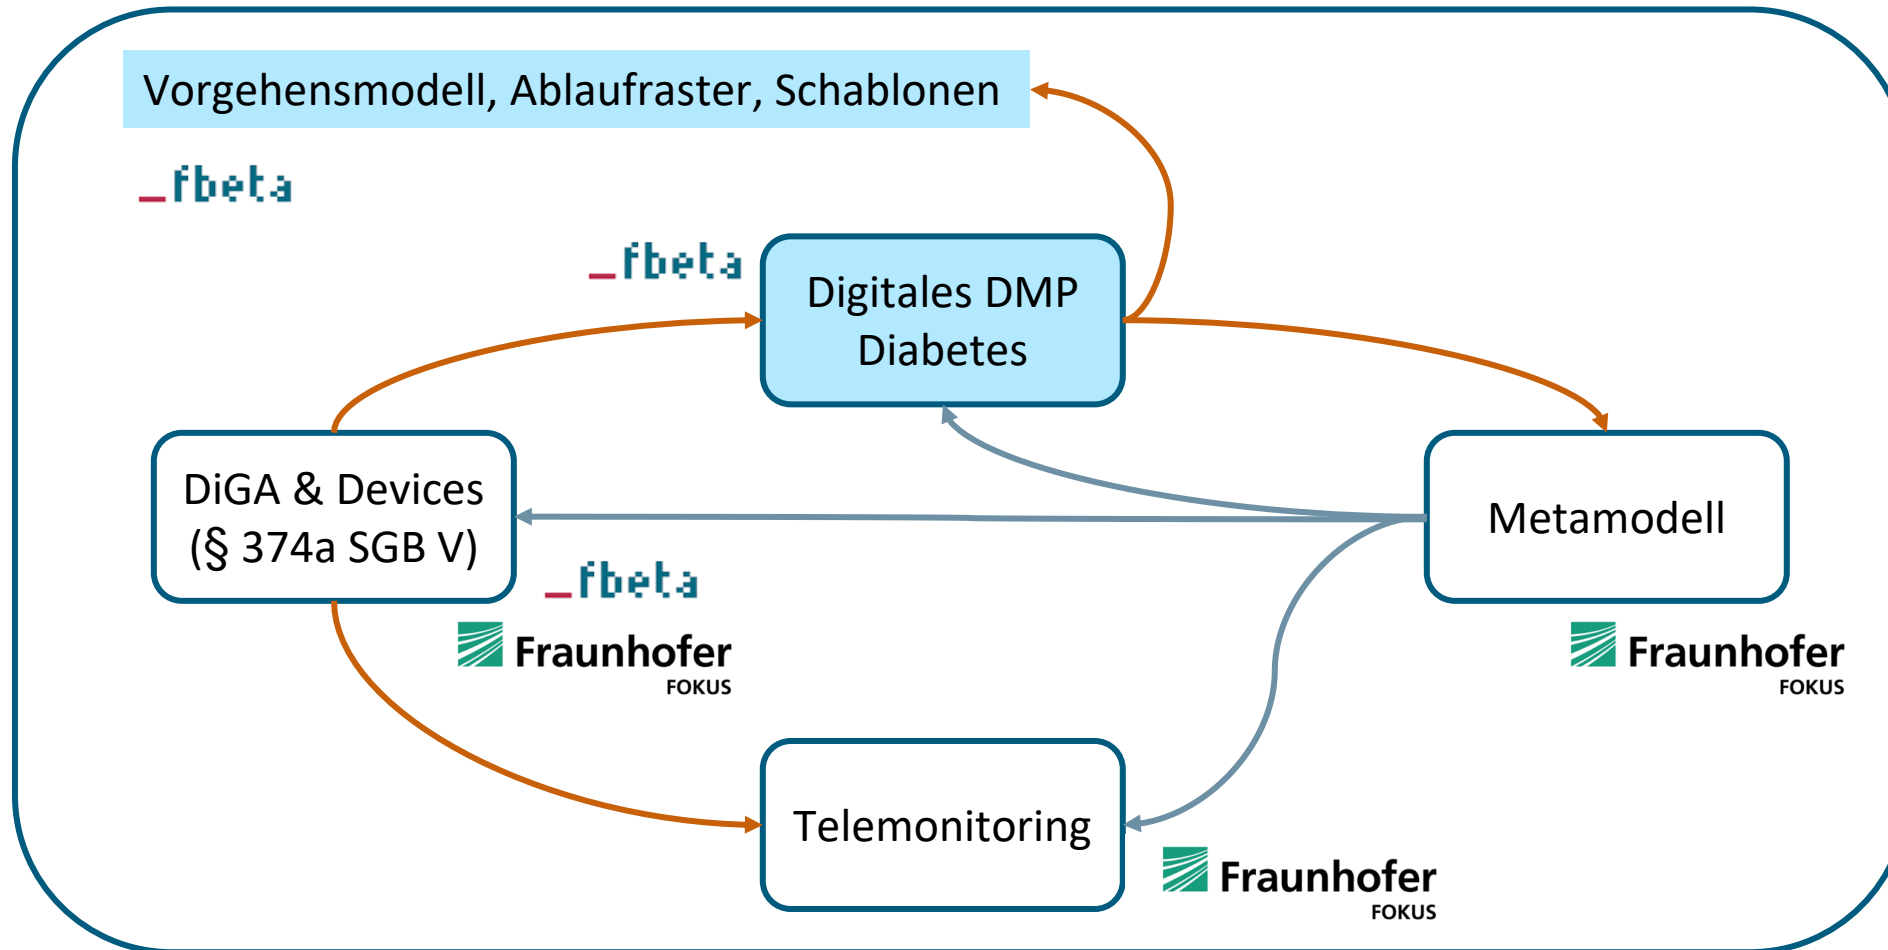 Vorgehensmodell, Ablaufraster, Schablonen
_fbeta
_fbeta
Digitales DMP
Diabetes
DiGA & Devices
(§ 374a SGB V)
Metamodell
_fbeta
Fraunhofer
FOKUS
Fraunhofer
FOKUS
Telemonitoring
Fraunhofer
FOKUS